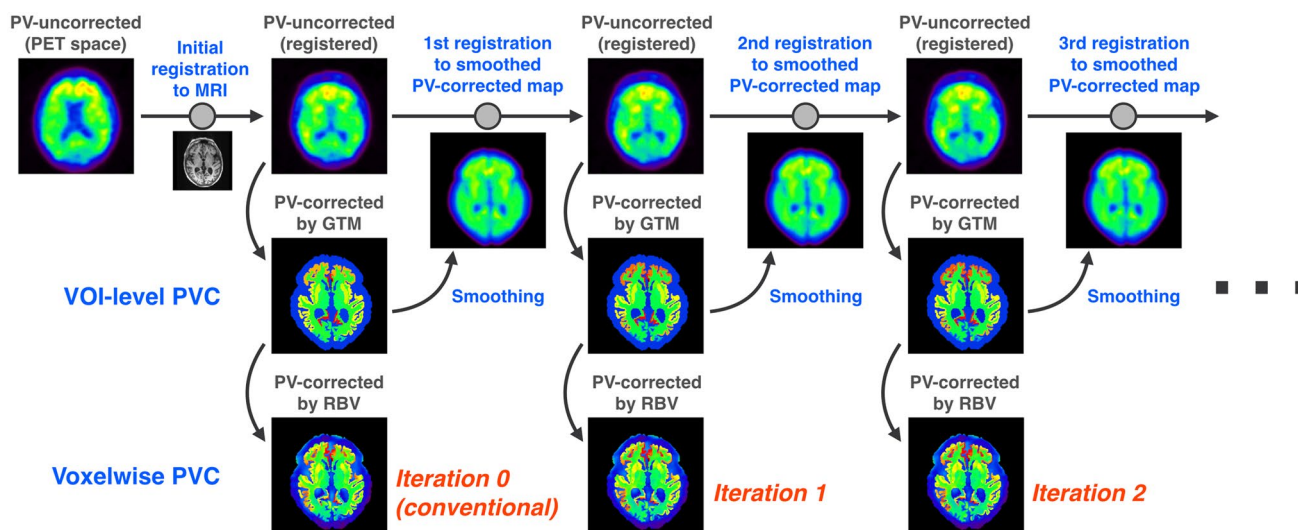 PV-uncorrected
(PET space)
Initial
registration
to MRI
PV-uncorrected
(registered)
1st registration
to smoothed
PV-corrected map
PV-uncorrected
(registered)
2nd registration
to smoothed
PV-corrected map
PV-uncorrected
(registered)
3rd registration
to smoothed
PV-corrected map
PV-corrected
by GTM
PV-corrected
by GTM
PV-corrected
by GTM
VOI-level PVC
Smoothing
Smoothing
Smoothing
PV-corrected
by RBV
PV-corrected
by RBV
PV-corrected
by RBV
Voxelwise PVC
Iteration 0
(conventional)
Iteration 1
Iteration 2